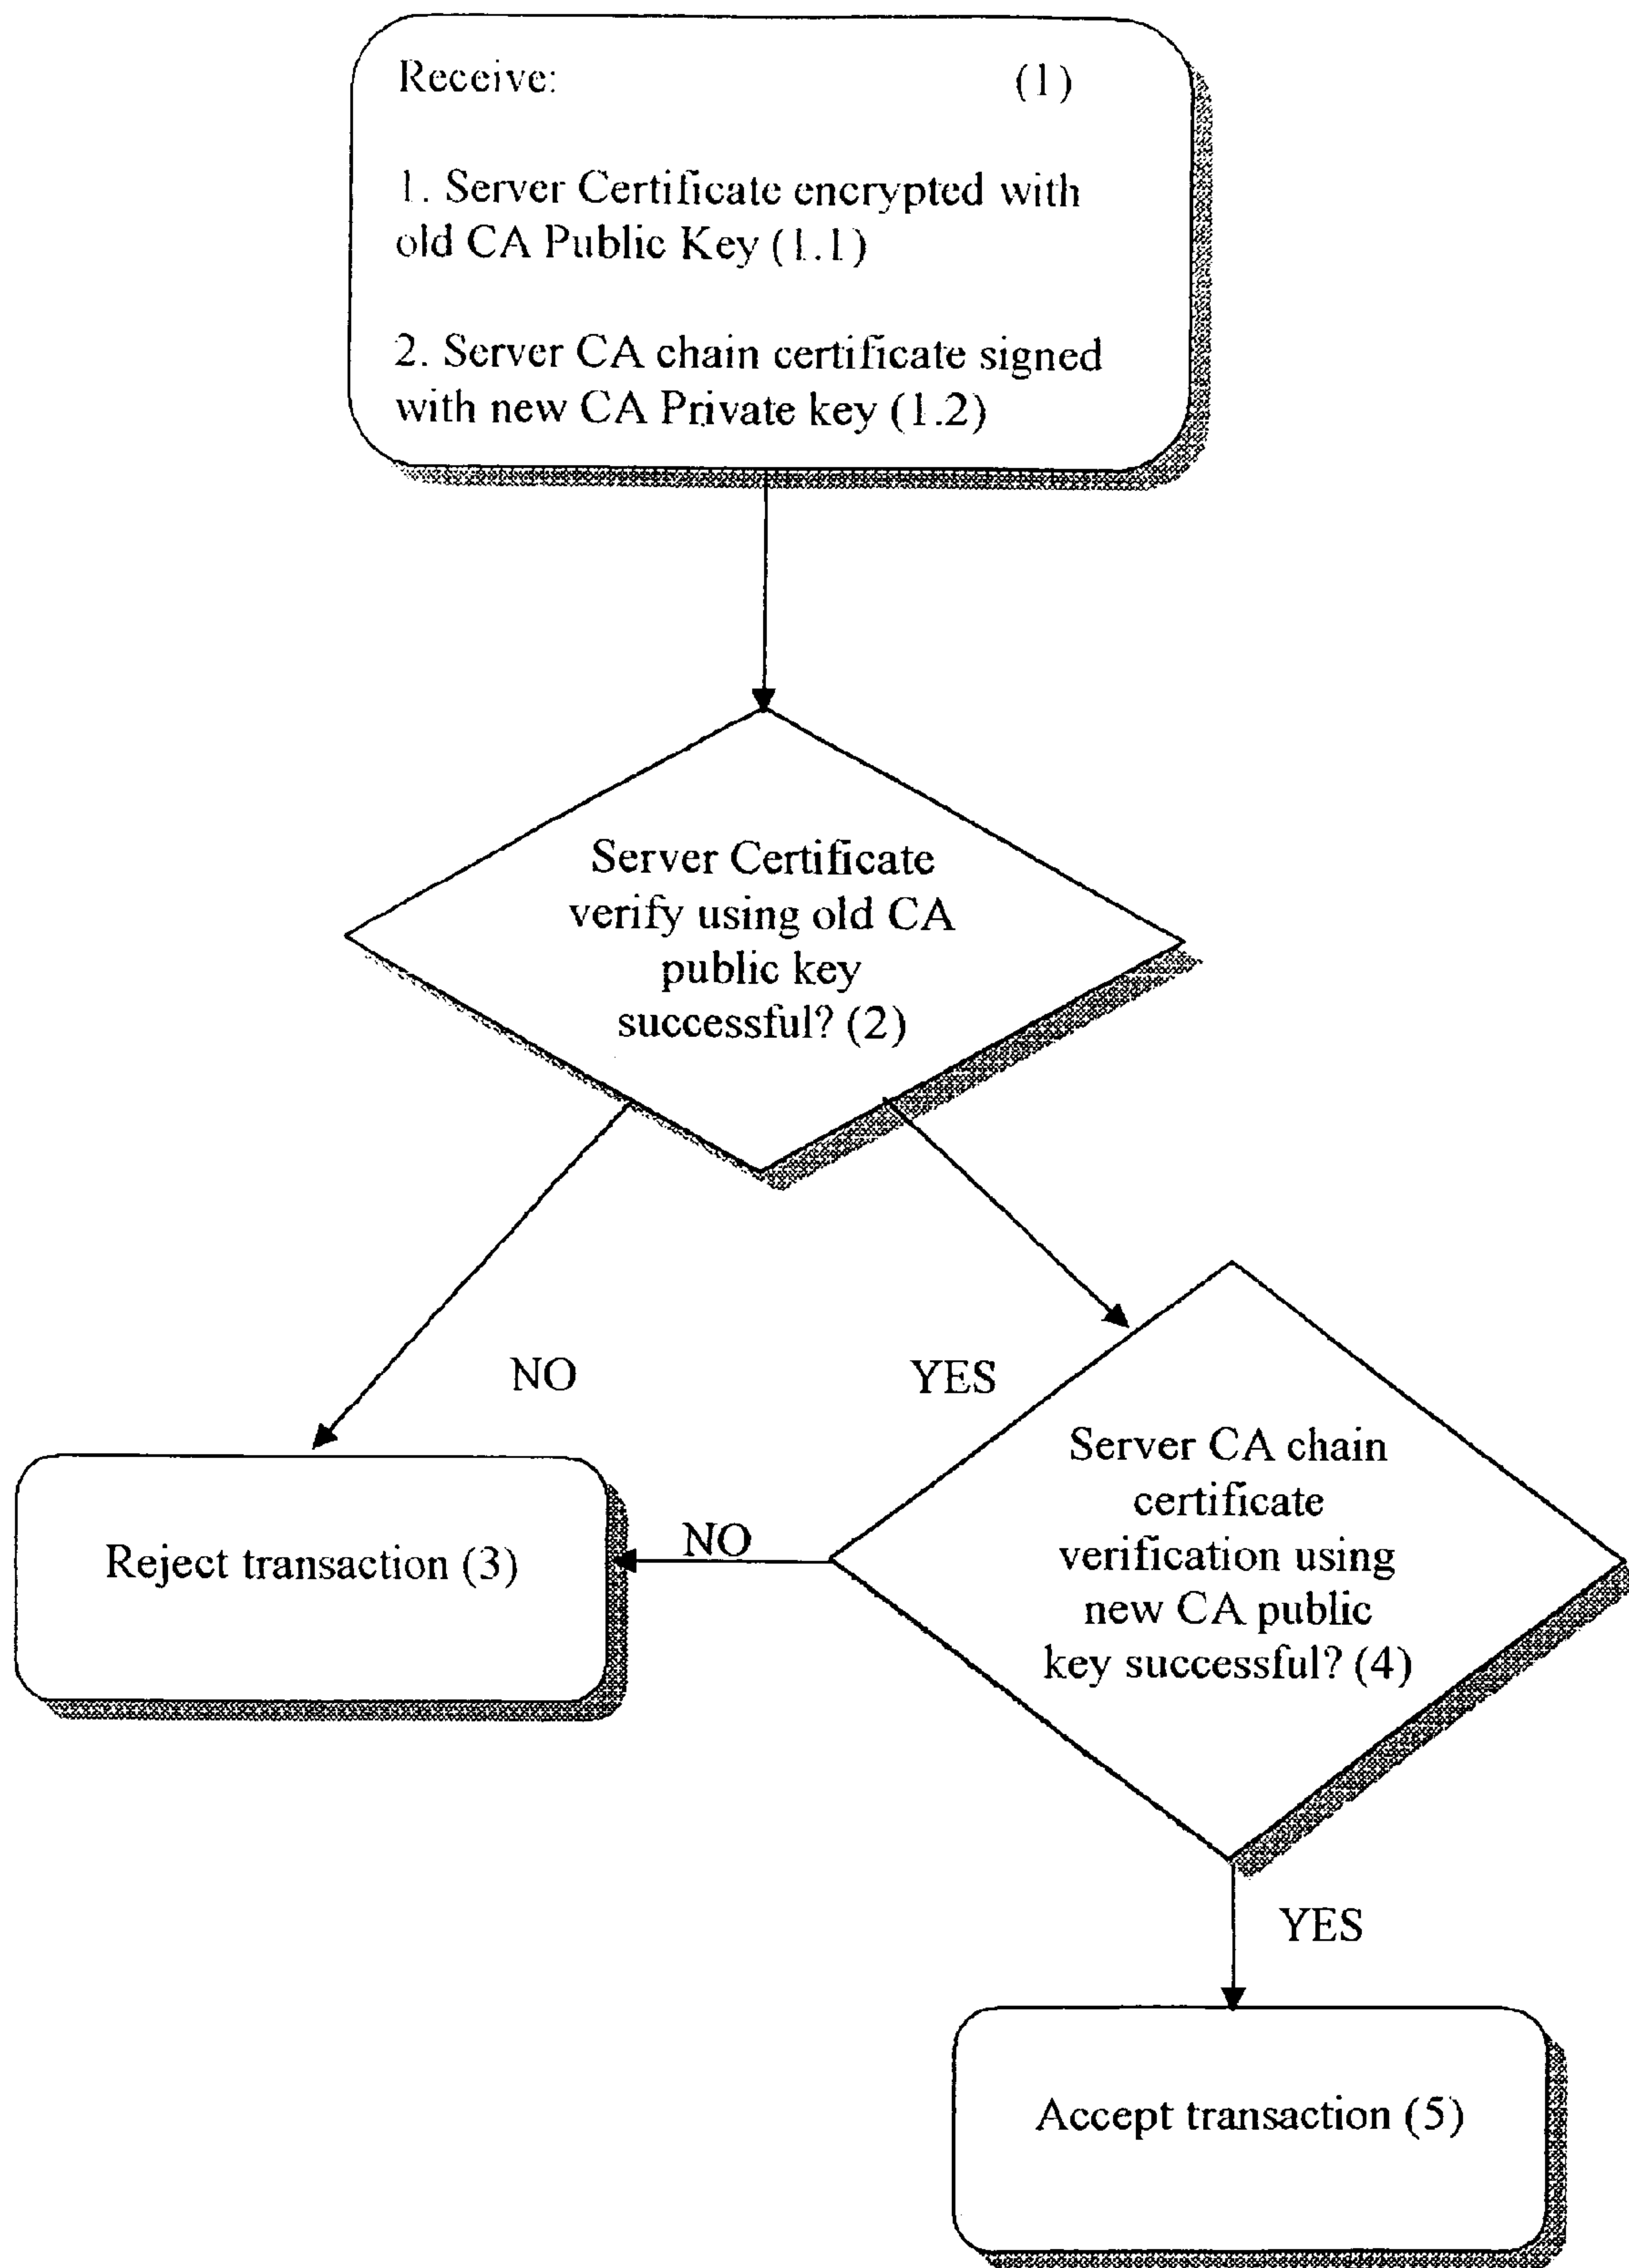 Receive: (1)
1. Server Certificate encrypted with
old CA Public Key (1.1)
2. Server CA chain certificate signed
with new CA Private key (1.2)
Server Certificate
verify using old CA
public key
successful? (2)
NO
YES
Server CA chain
certificate
verification using
new CA public
key successful? (4)
NO
Reject transaction (3)
YES
Accept transaction (5)